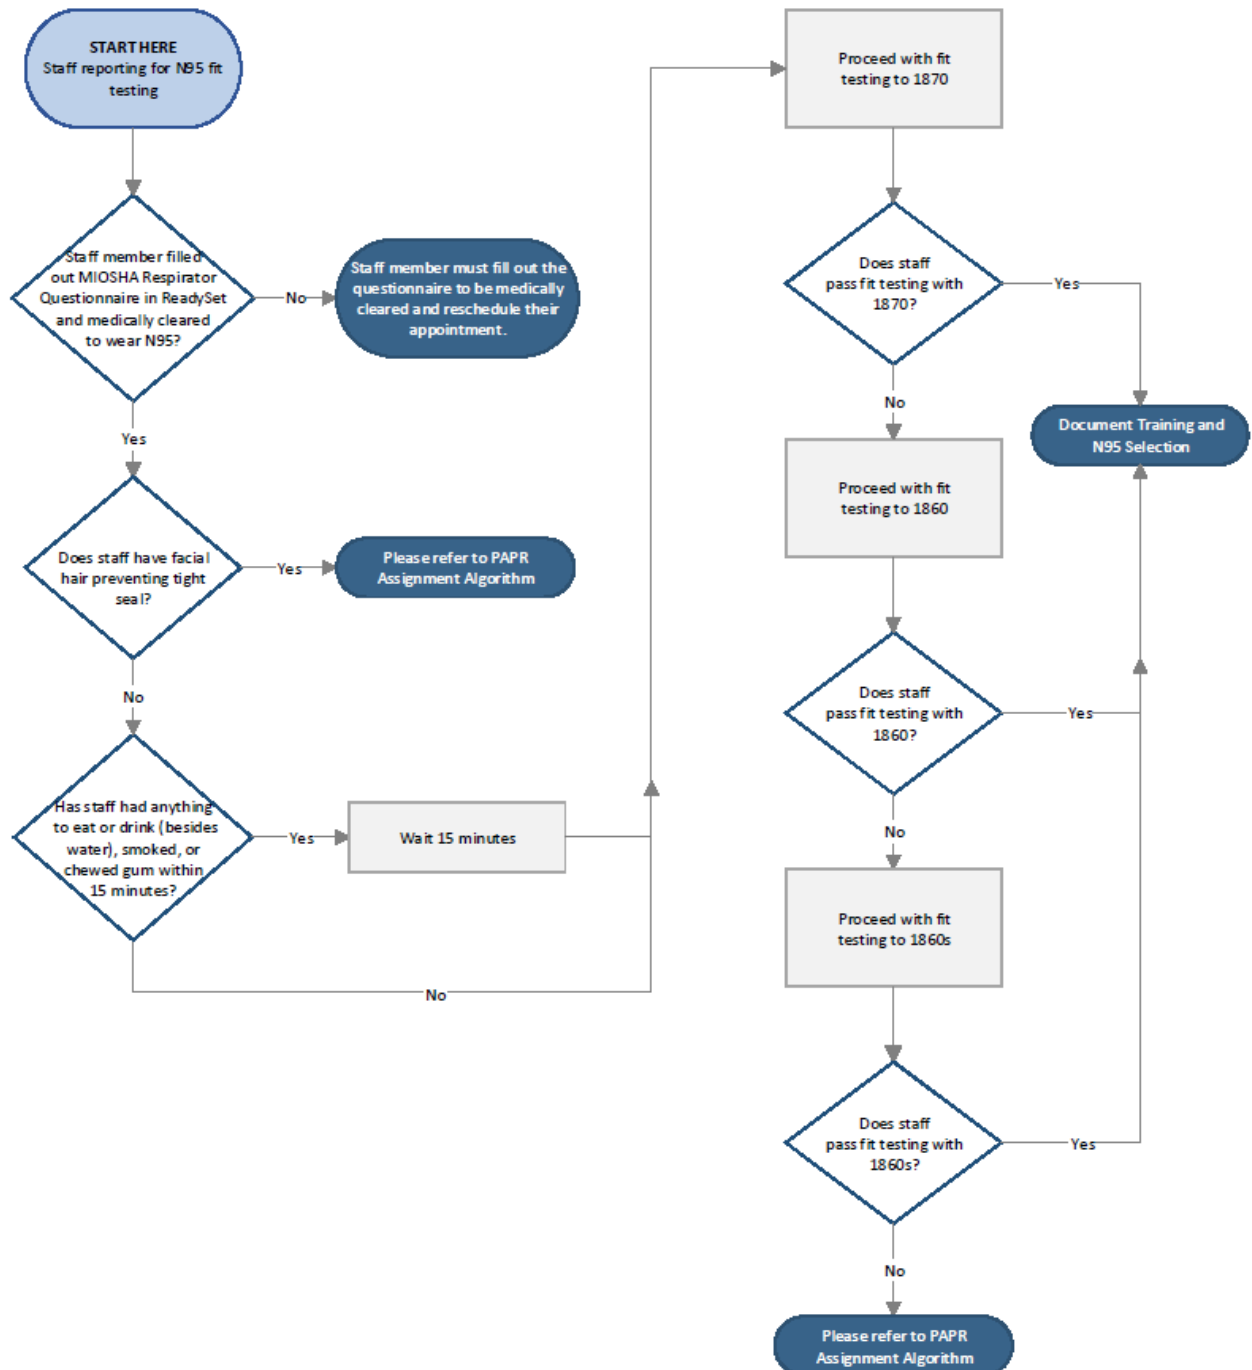 START HERE
Staff reporting for N95 fit
testing
Staff member filled
out MIOSHA Respirator
Questionnaire in ReadySet
and medically cleared
to wear N95?
No
Staff member must fill out the
questionnaire to be medically
cleared and reschedule their
appointment.
Yes
Does staff have facial
hair preventing tight
seal?
Yes
Please refer to PAPR
Assignment Algorithm
No
Has staff had anything
to eat or drink (besides
water), smoked, or
chewed gum within
15 minutes?
Yes
Wait 15 minutes
No
Proceed with fit
testing to 1870
Does staff
pass fit testing with
1870?
Yes
No
Document Training and
N95 Selection
Proceed with fit
testing to 1860
Does staff
pass fit testing with
1860?
Yes
No
Proceed with fit
testing to 1860s
Does staff
pass fit testing with
1860s?
Yes
No
Please refer to PAPR
Assignment Algorithm